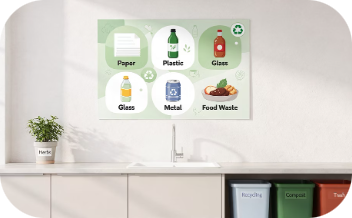 Paper Plastic Glass
Glass Metal Food Waste
Herbs
Recycling Compost Trash